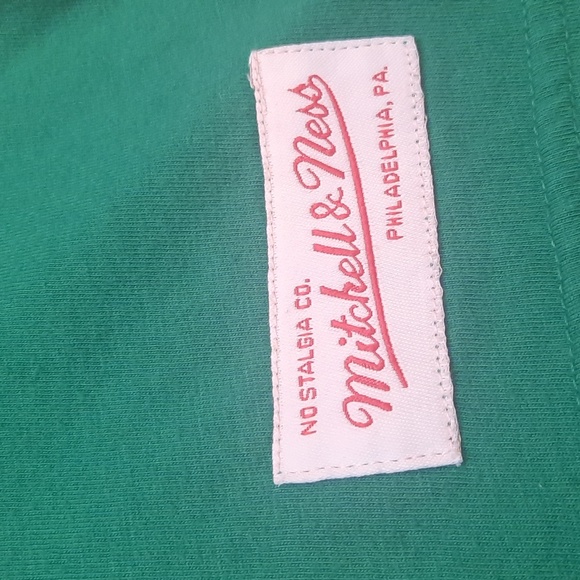 NOSTALGIA CO.
Mitchell & Ness
PHILADELPHIA, PA.